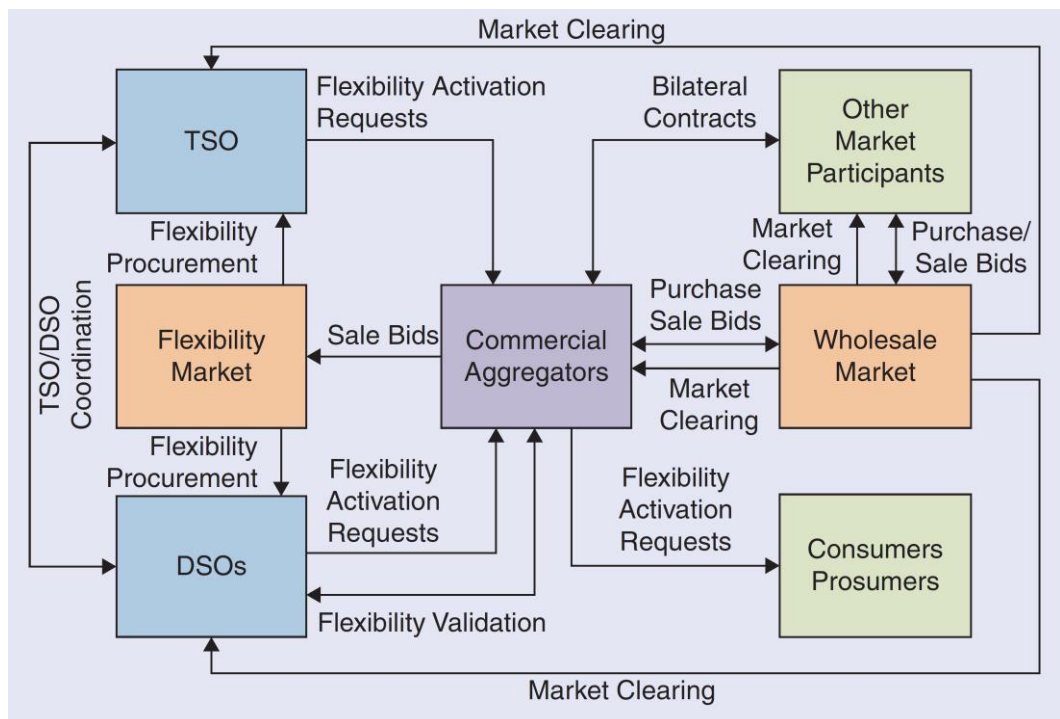 Market Clearing
TSO
Flexibility Activation
Requests
Bilateral
Contracts
Other
Market
Participants
Flexibility
Procurement
Market
Clearing
Purchase/
Sale Bids
TSO/DSO
Coordination
Flexibility
Market
Sale Bids
Commercial
Aggregators
Purchase
Sale Bids
Market
Clearing
Wholesale
Market
Flexibility
Procurement
DSOs
Flexibility
Activation
Requests
Flexibility Validation
Flexibility
Activation
Requests
Consumers
Prosumers
Market Clearing